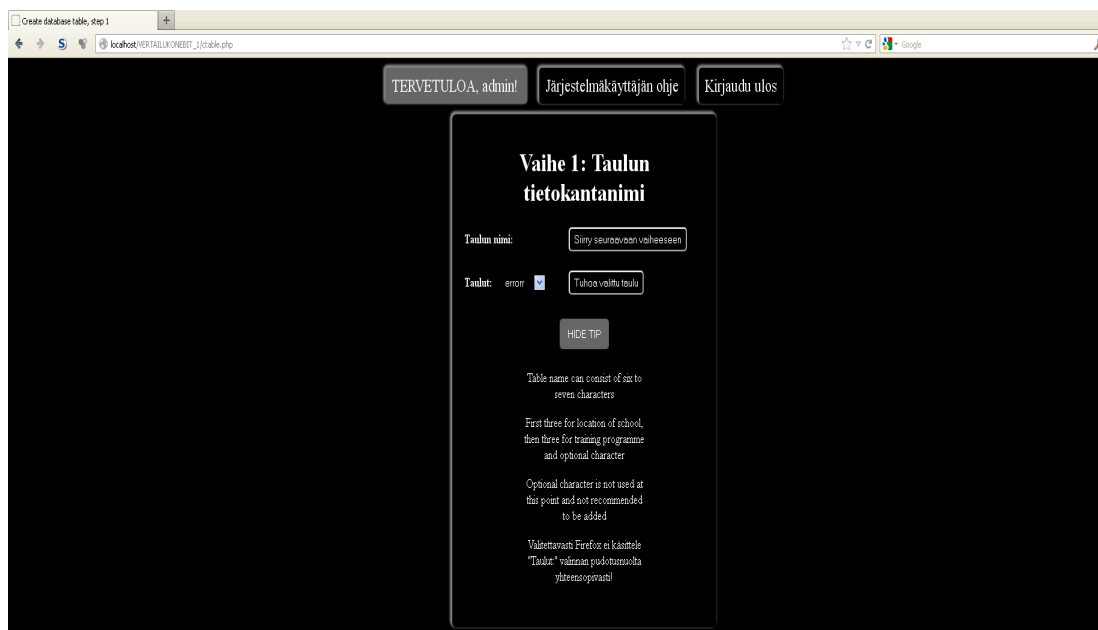 Create database table, step 1
+
localhost/VERTAILUKONEBIT_1/ctable.php
Google
TERVETULOA, admin!
Järjestelmäkäyttäjän ohje
Kirjaudu ulos
Vaihe 1: Taulun
tietokantanimi
Taulun nimi:
Siirry seuraavaan vaiheeseen
Taulut:
errorr
Tuhoa valittu taulu
HIDE TIP
Table name can consist of six to
seven characters
First three for location of school,
then three for training programme
and optional character
Optional character is not used at
this point and not recommended
to be added
Valitettavasti Firefox ei käsittele
"Taulut:" valinnan pudotusnuolta
yhteensopivasti!